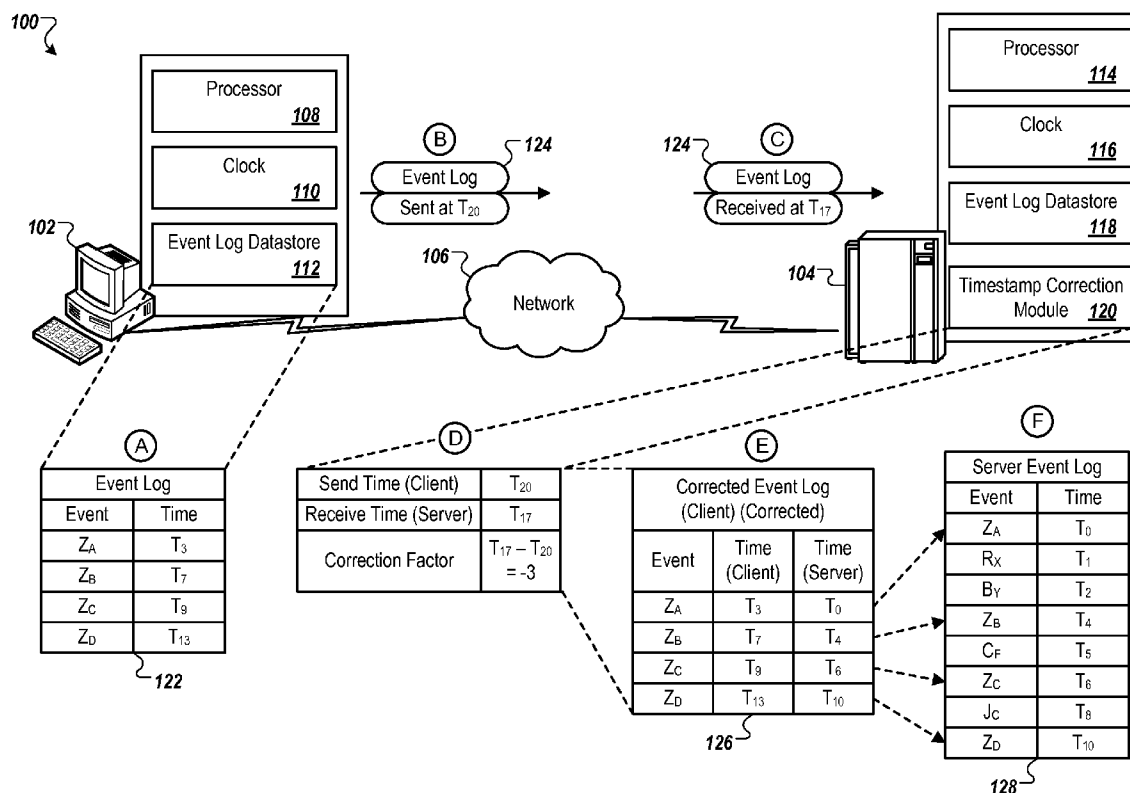 100
Processor
108
Clock
110
Event Log Datastore
112
102
B
124
Event Log
Sent at T20
124
C
Event Log
Received at T17
106
Network
104
Processor
114
Clock
116
Event Log Datastore
118
Timestamp Correction
Module 120
A
Event Log
Event Time
ZA T3
ZB T7
ZC T9
ZD T13
122
D
Send Time (Client) T20
Receive Time (Server) T17
Correction Factor T17 – T20
= -3
E
Corrected Event Log
(Client) (Corrected)
Event Time (Client) Time (Server)
ZA T3 T0
ZB T7 T4
ZC T9 T6
ZD T13 T10
126
F
Server Event Log
Event Time
ZA T0
RX T1
BY T2
ZB T4
CF T5
ZC T6
JC T8
ZD T10
128